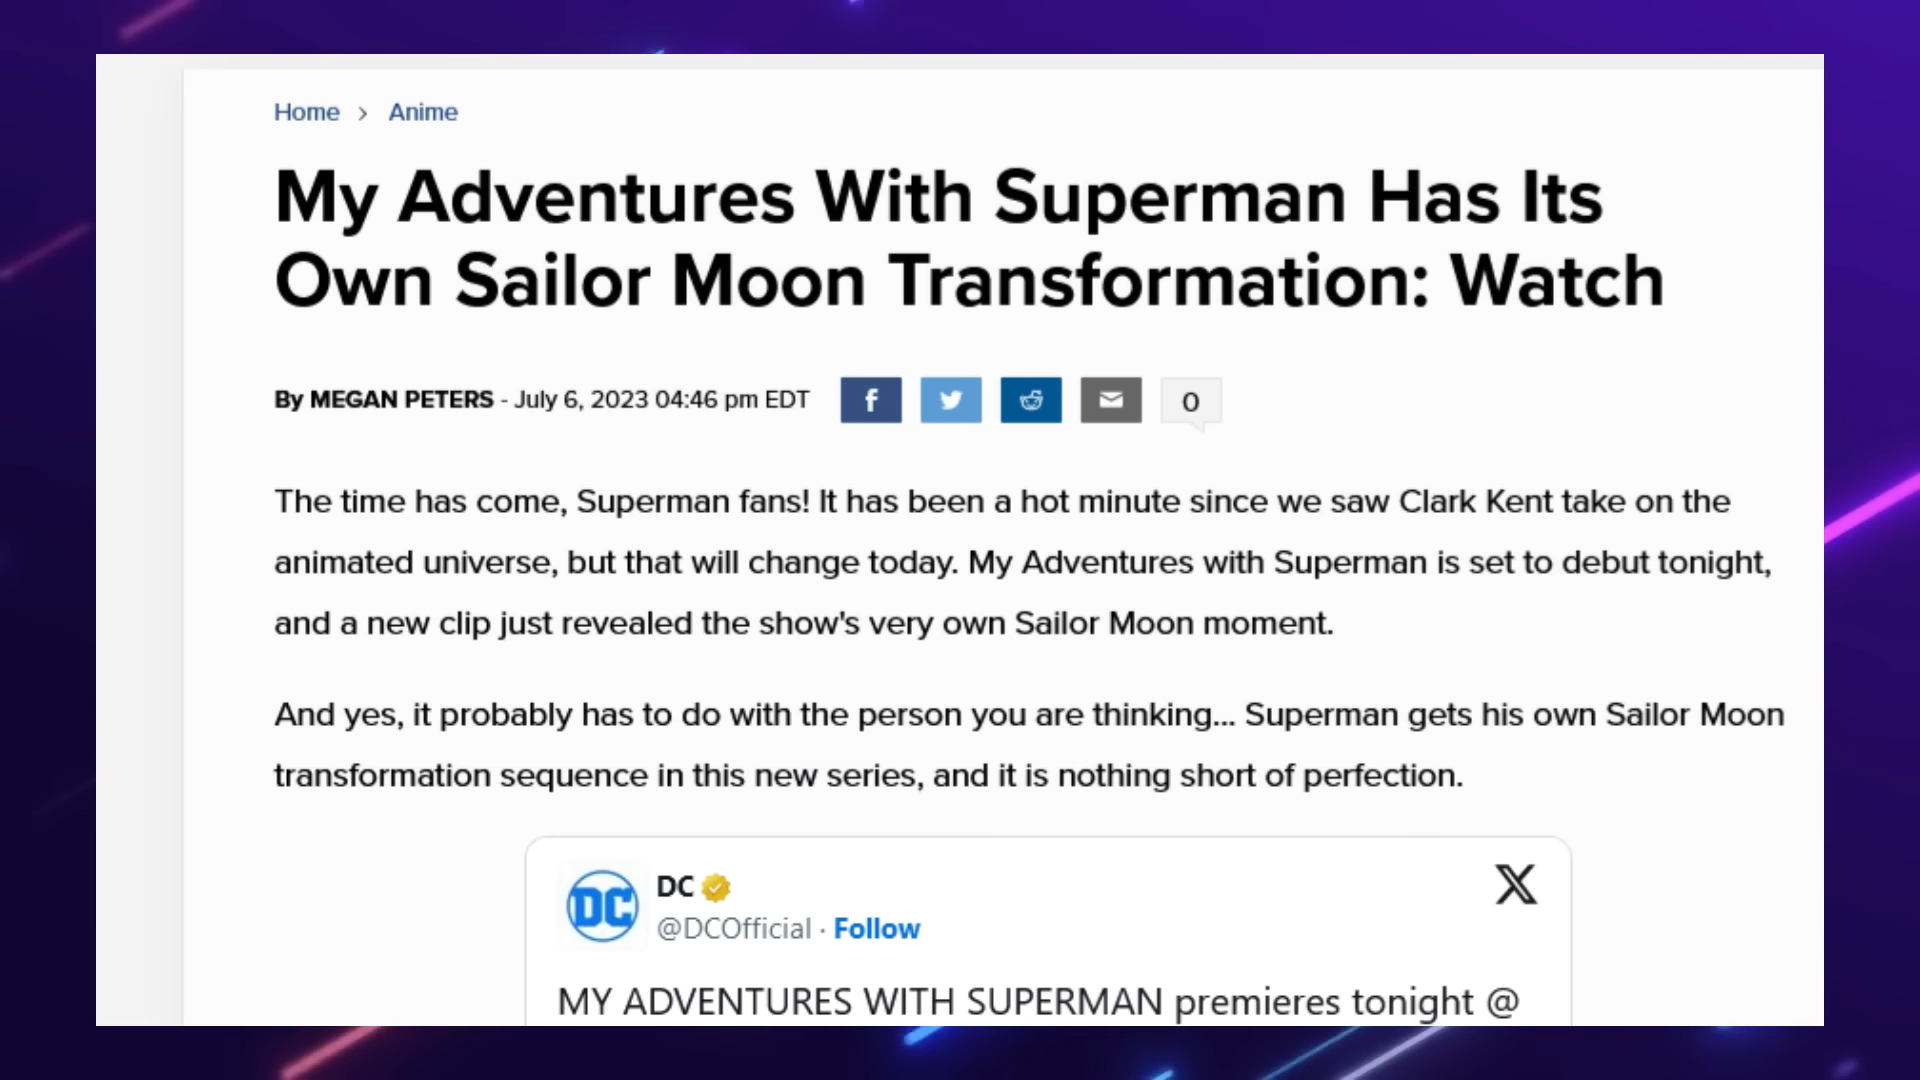 Home > Anime
My Adventures With Superman Has Its
Own Sailor Moon Transformation: Watch
By MEGAN PETERS - July 6, 2023 04:46 pm EDT
f
0
The time has come, Superman fans! It has been a hot minute since we saw Clark Kent take on the
animated universe, but that will change today. My Adventures with Superman is set to debut tonight,
and a new clip just revealed the show's very own Sailor Moon moment.
And yes, it probably has to do with the person you are thinking... Superman gets his own Sailor Moon
transformation sequence in this new series, and it is nothing short of perfection.
DC
DC
X
@DCOfficial · Follow
MY ADVENTURES WITH SUPERMAN premieres tonight @